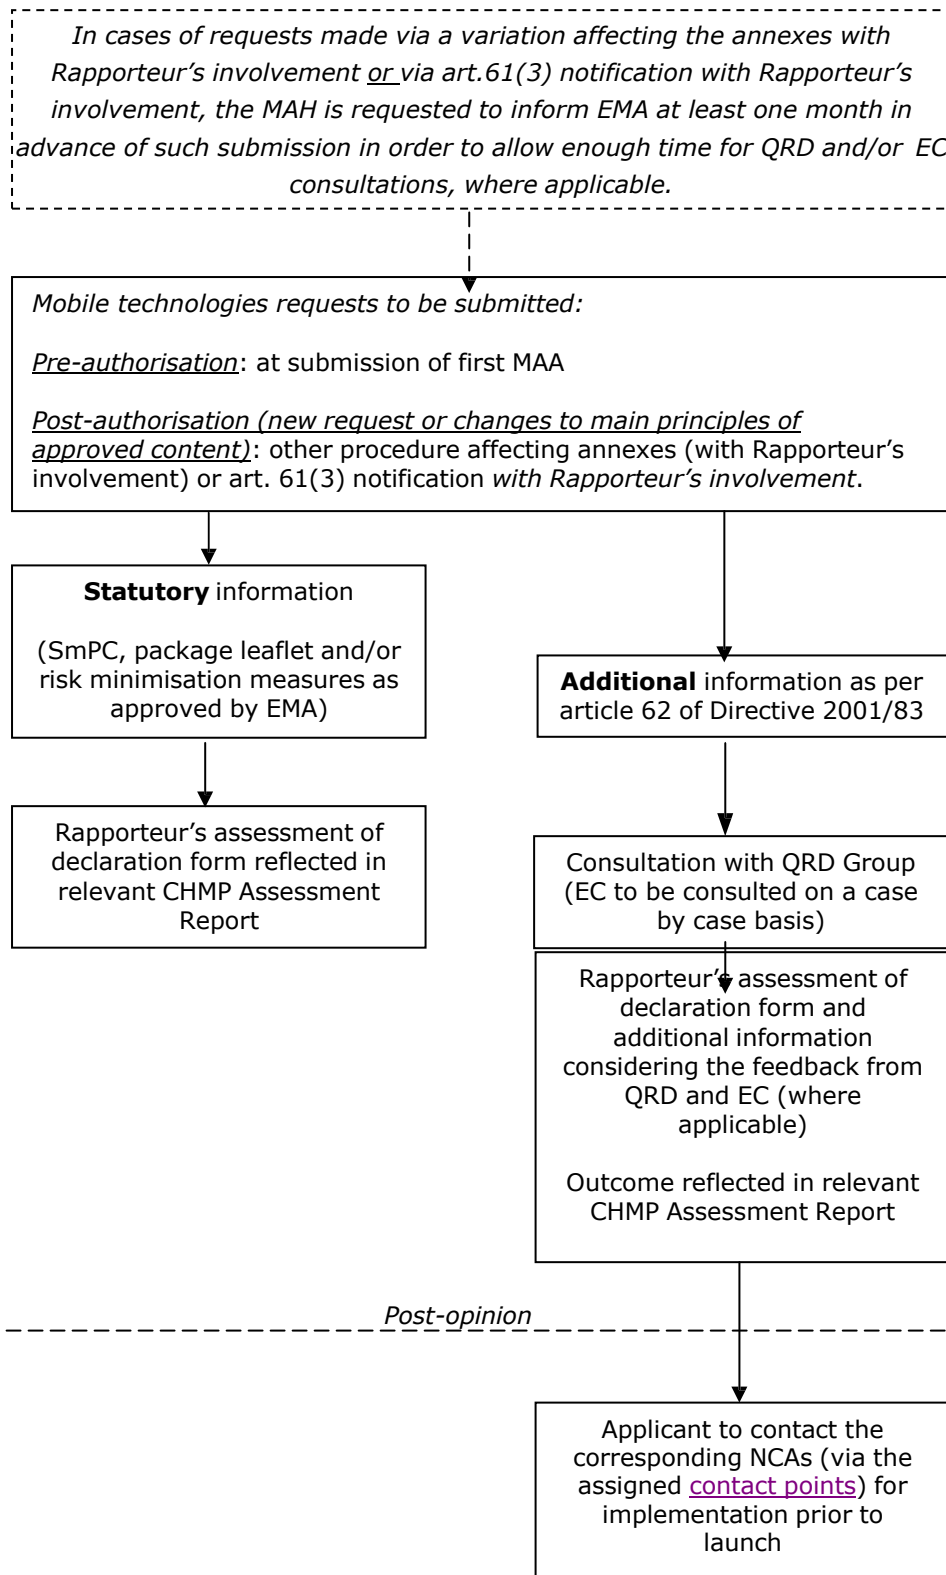 In cases of requests made via a variation affecting the annexes with
Rapporteur’s involvement or via art.61(3) notification with Rapporteur’s
involvement, the MAH is requested to inform EMA at least one month in
advance of such submission in order to allow enough time for QRD and/or EC
consultations, where applicable.
Mobile technologies requests to be submitted:
Pre-authorisation: at submission of first MAA
Post-authorisation (new request or changes to main principles of
approved content): other procedure affecting annexes (with Rapporteur’s
involvement) or art. 61(3) notification with Rapporteur’s involvement.
Statutory information
(SmPC, package leaflet and/or
risk minimisation measures as
approved by EMA)
Rapporteur’s assessment of
declaration form reflected in
relevant CHMP Assessment
Report
Additional information as per
article 62 of Directive 2001/83
Consultation with QRD Group
(EC to be consulted on a case
by case basis)
Rapporteur’s assessment of
declaration form and
additional information
considering the feedback from
QRD and EC (where
applicable)
Outcome reflected in relevant
CHMP Assessment Report
Post-opinion
Applicant to contact the
corresponding NCAs (via the
assigned contact points) for
implementation prior to
launch